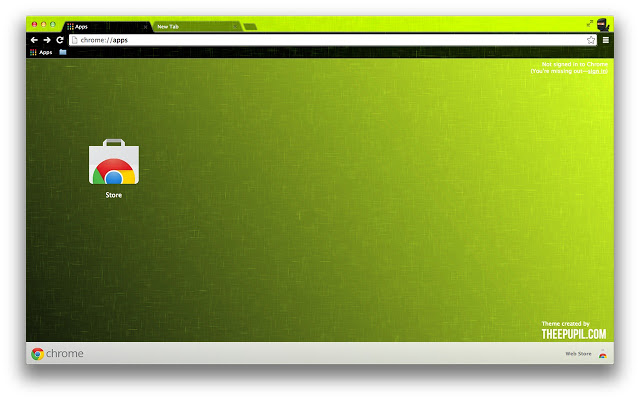 Apps
New Tab
chrome://apps
Apps
Not signed in to Chrome
(You're missing out—sign in)
Store
Theme created by
THEEPUPIL.COM
chrome
Web Store